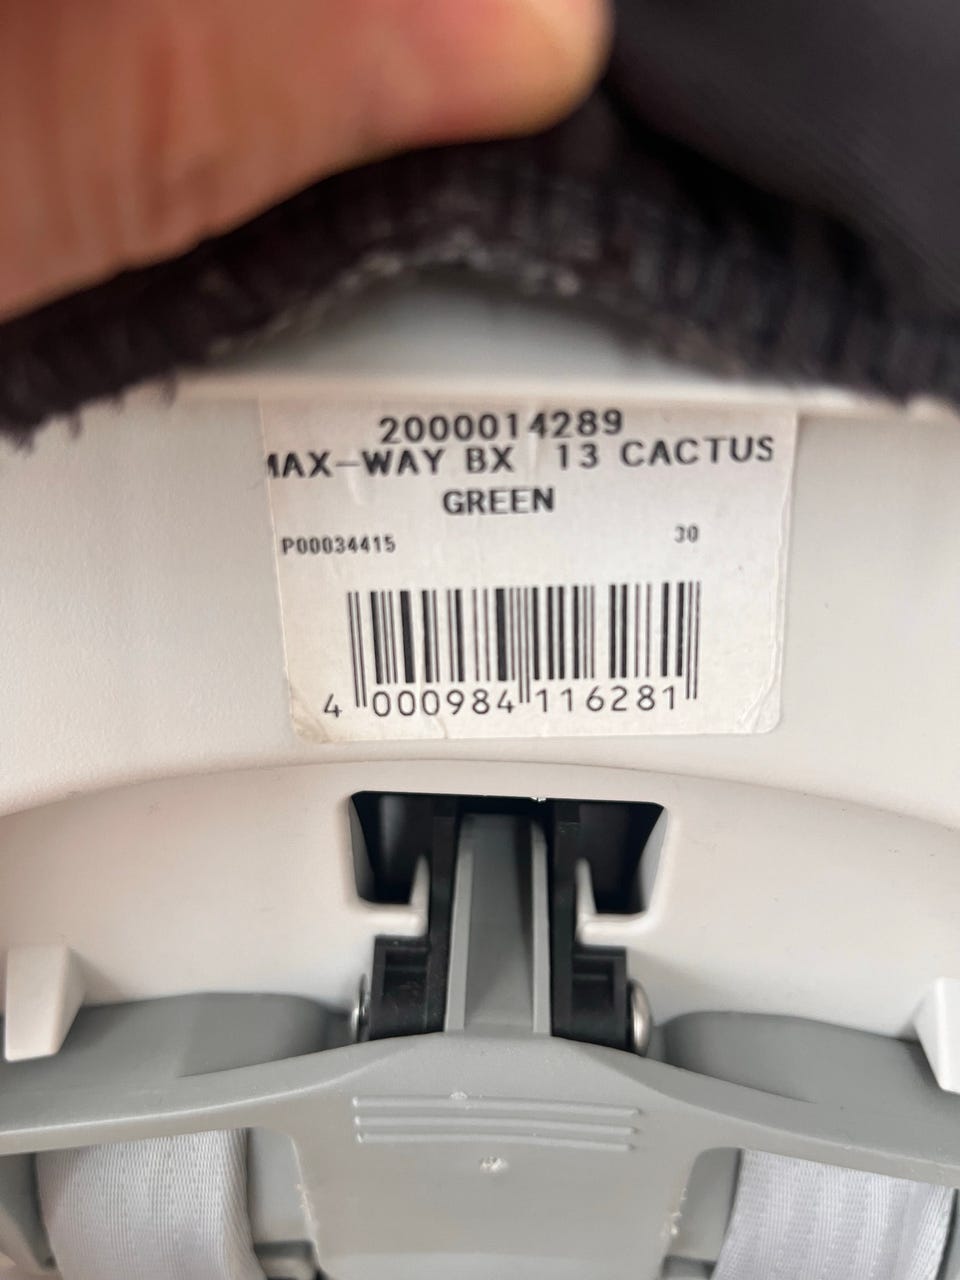 2000014289
MAX-WAY BX 13 CACTUS
GREEN
P00034415 30
4 000984 116281